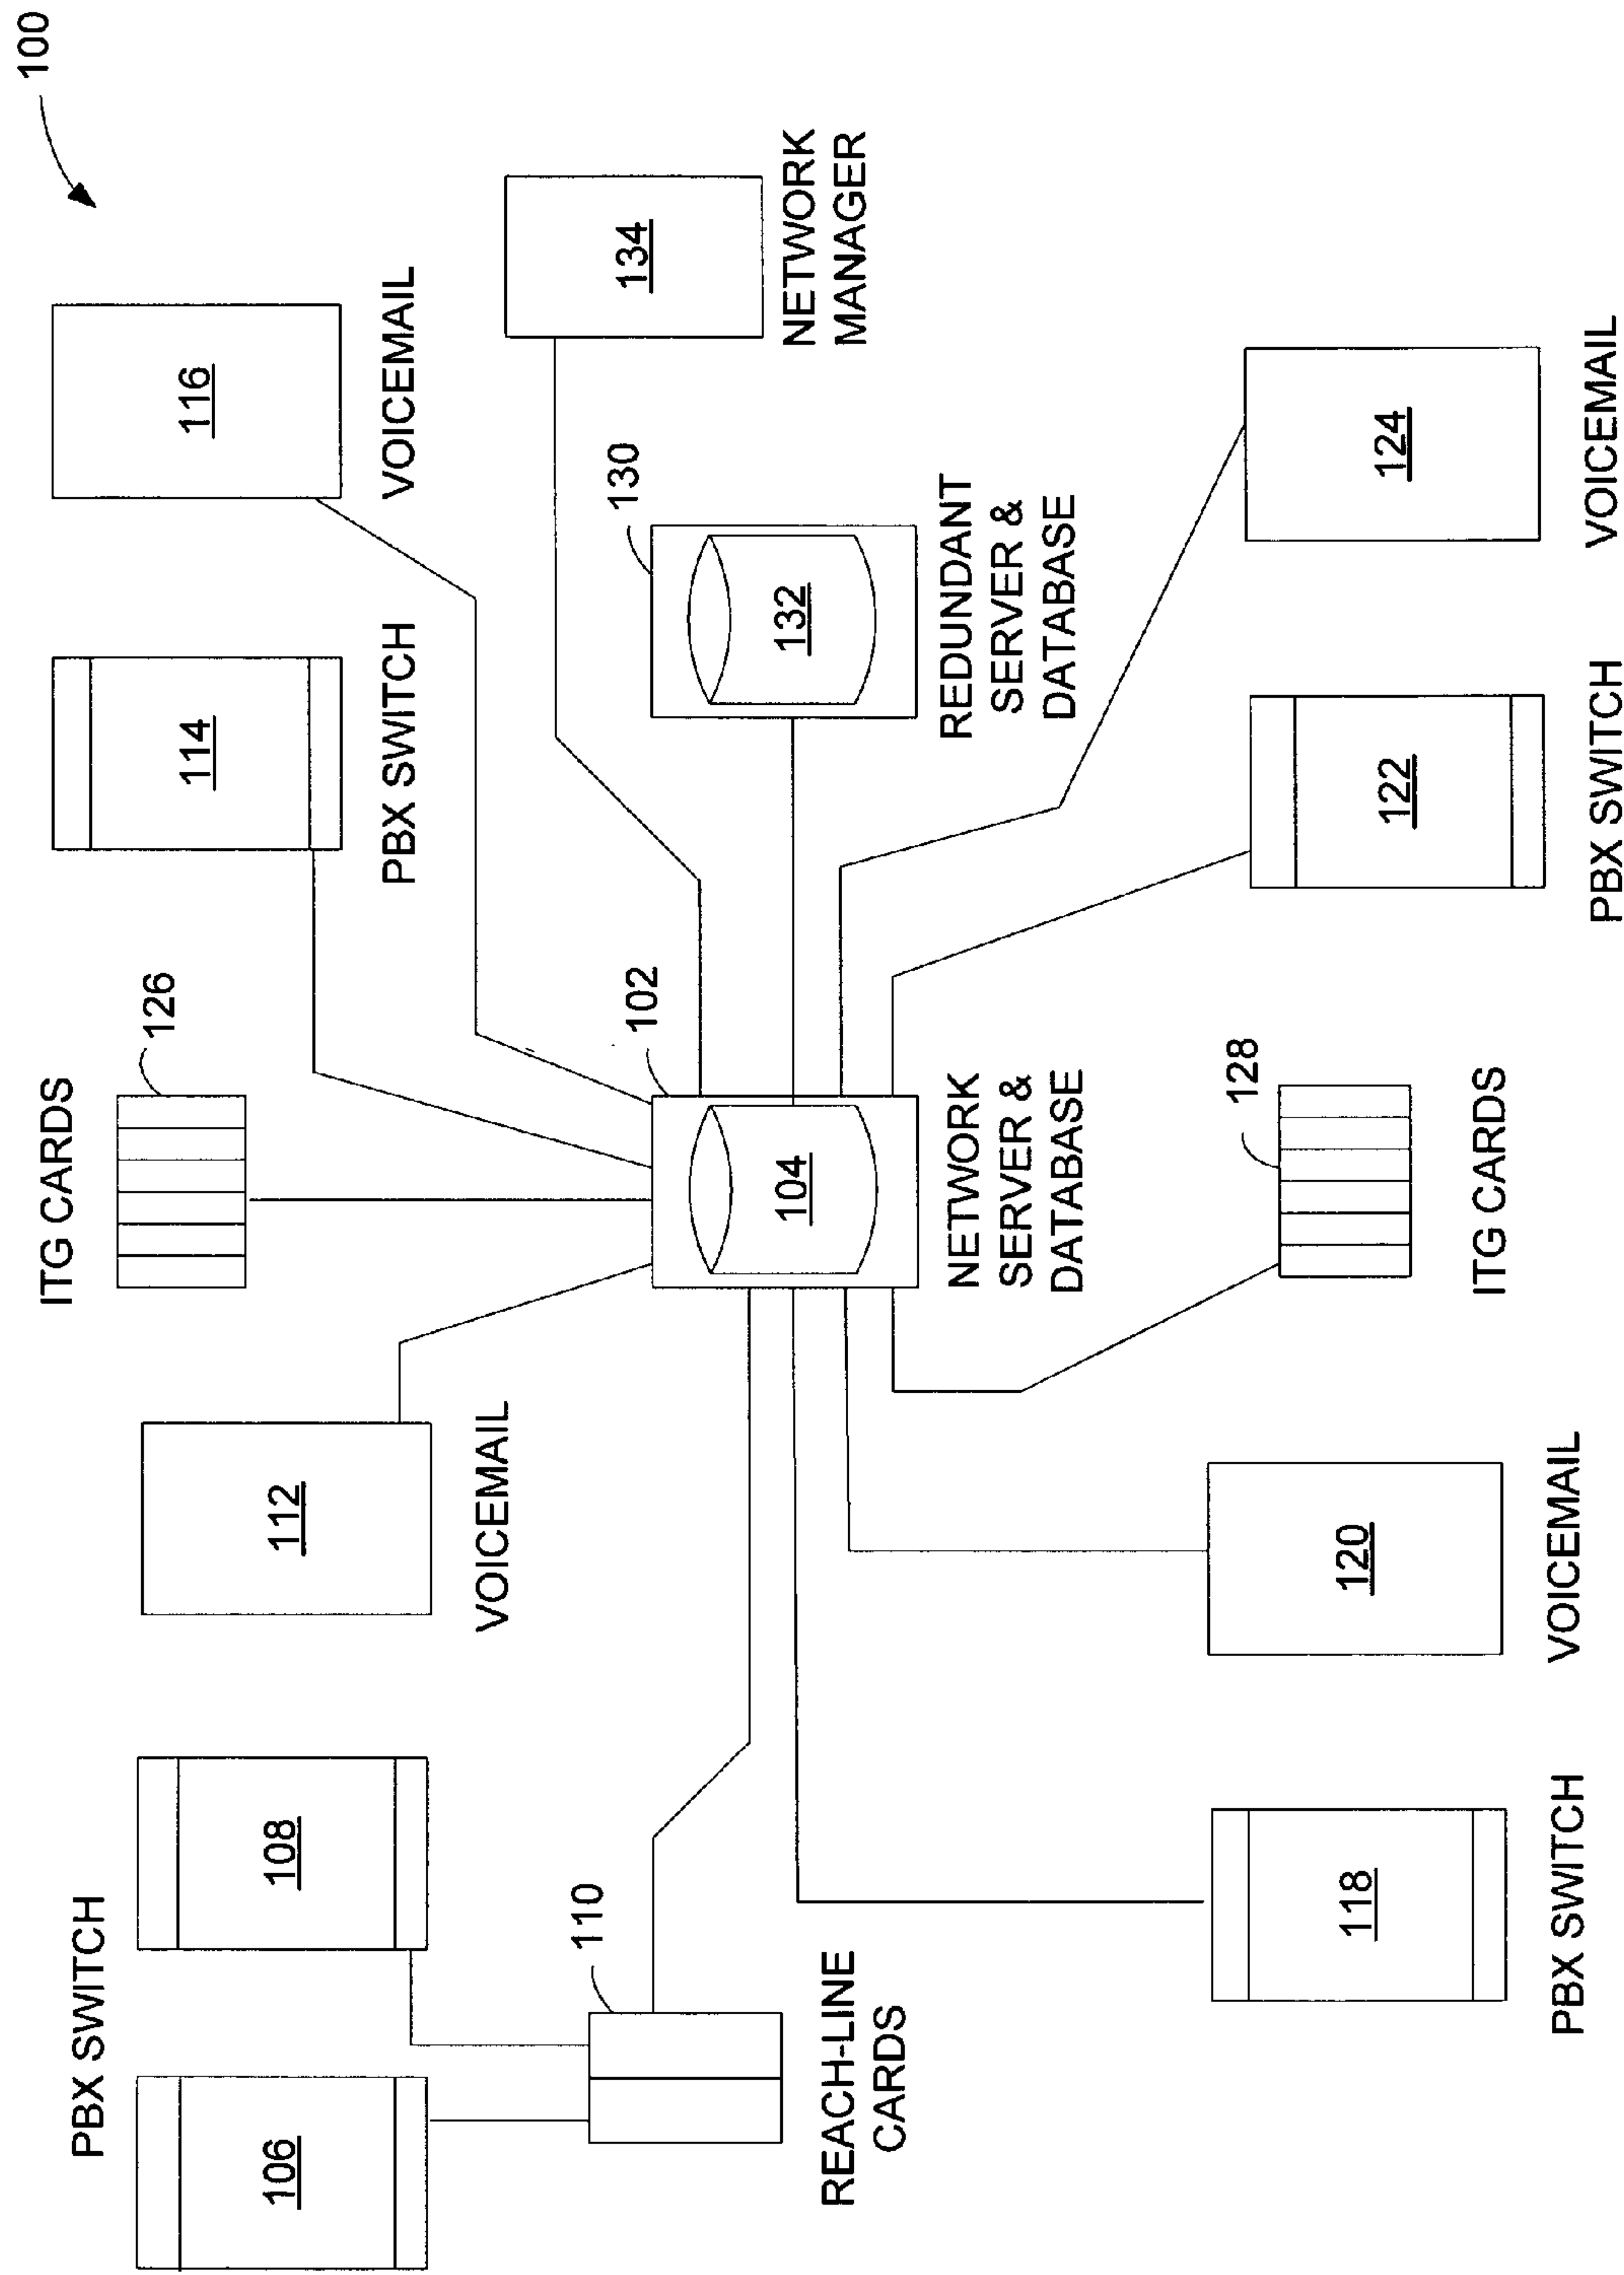 100
ITG CARDS
126
PBX SWITCH
106
108
112
VOICEMAIL
114
PBX SWITCH
116
VOICEMAIL
110
REACH-LINE
CARDS
102
104
NETWORK
SERVER &
DATABASE
130
132
REDUNDANT
SERVER &
DATABASE
134
NETWORK
MANAGER
118
PBX SWITCH
120
VOICEMAIL
128
ITG CARDS
122
PBX SWITCH
124
VOICEMAIL